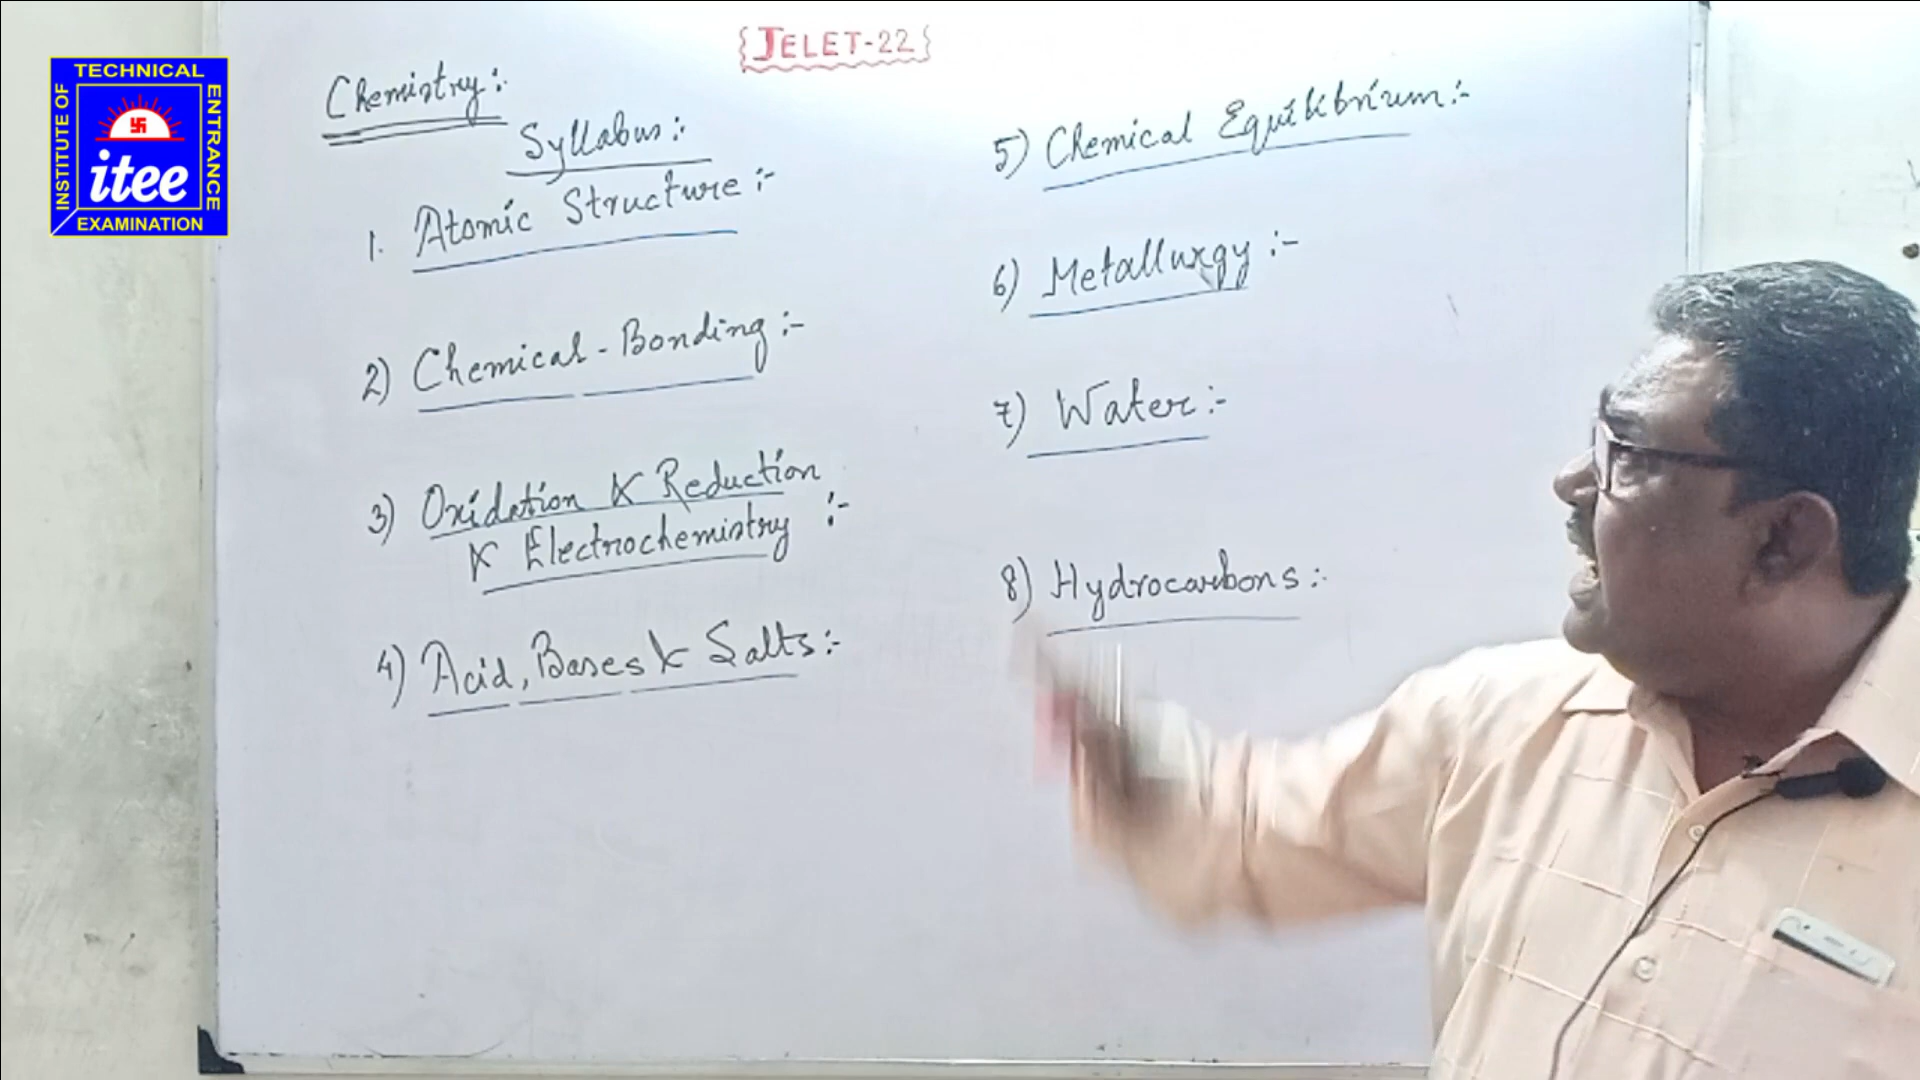 TECHNICAL
INSTITUTE OF
ENTRANCE
itee
EXAMINATION
{JELET-22}
Chemistry:-
Syllabus:-
1. Atomic Structure:-
2) Chemical-Bonding:-
3) Oxidation & Reduction
& Electrochemistry :-
4) Acid, Bases & Salts:-
5) Chemical Equilibrium:-
6) Metallurgy:-
7) Water:-
8) Hydrocarbons:-